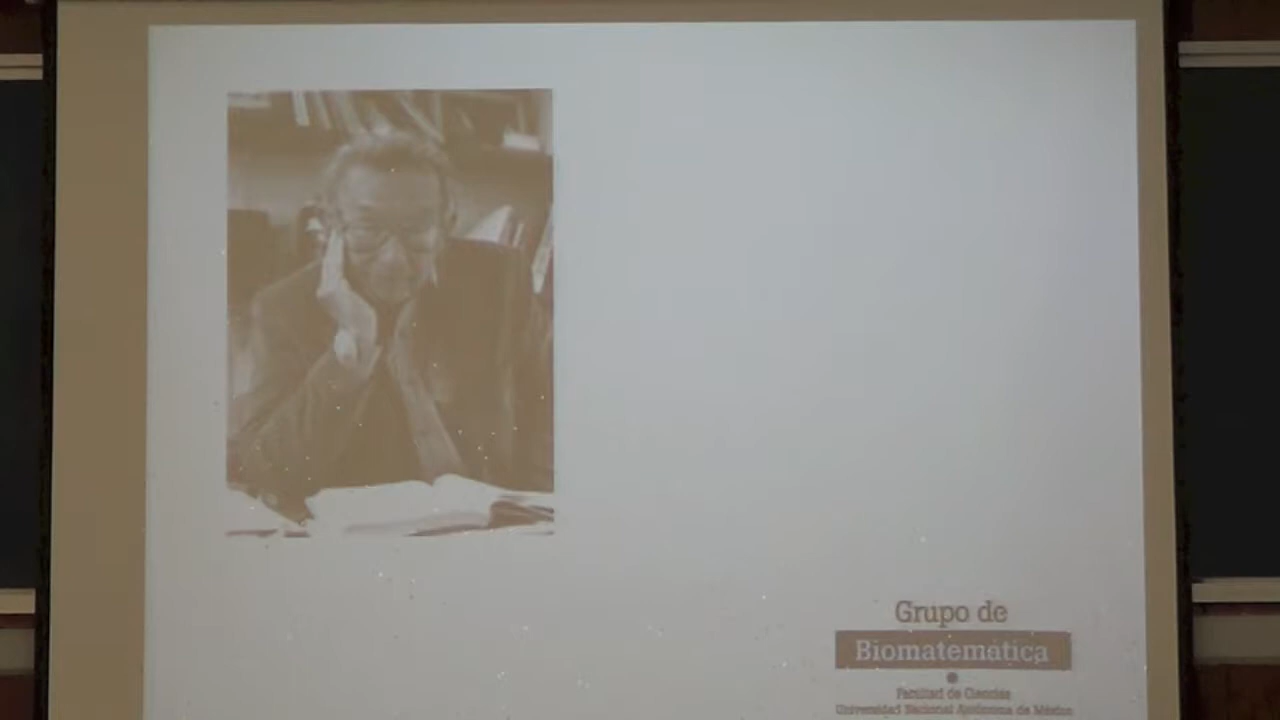 Grupo de
Biomatemática
Facultad de Ciencias
Universidad Nacional Autónoma de México